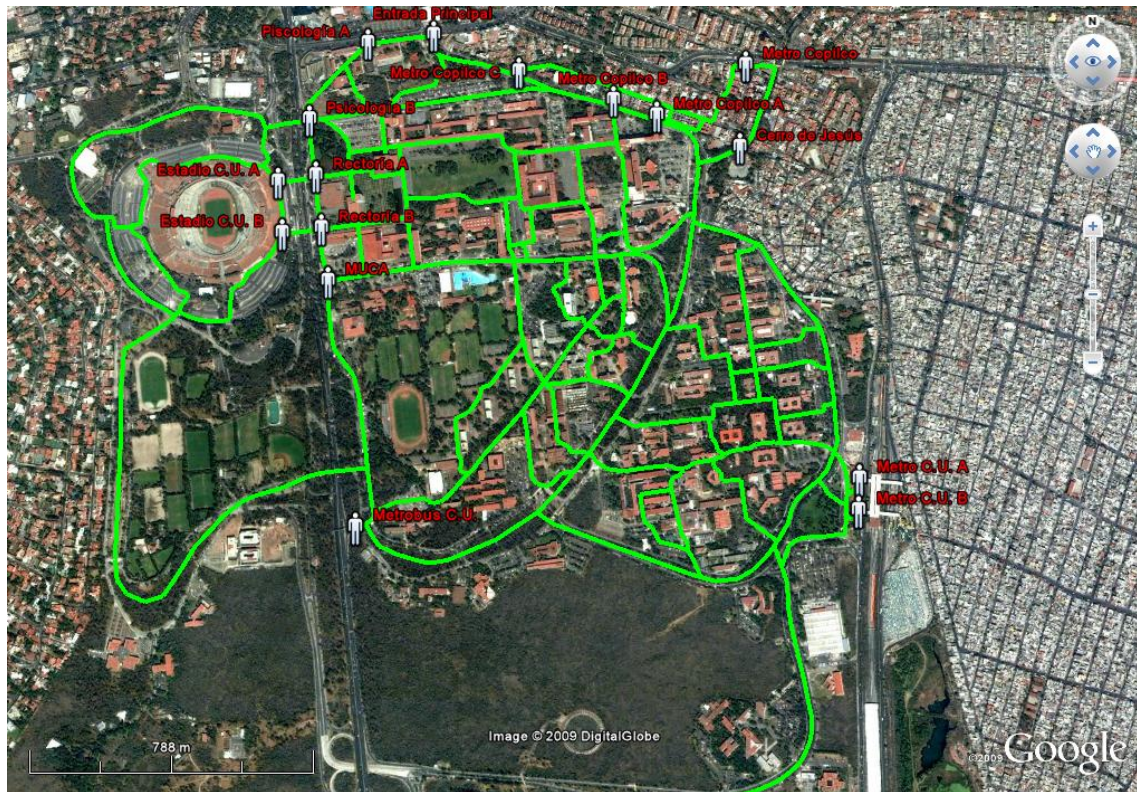 Entrada Principal
Piscología A
Metro Copilco
Metro Copilco C
Metro Copilco B
Psicología B
Metro Copilco A
Cerro de Jesús
Rectoría A
Estadio C.U. A
Rectoría B
Estadio C.U. B
MUCA
Metro C.U. A
Metro C.U. B
Metrobus C.U.
788 m
Image © 2009 DigitalGlobe
©2009 Google
N